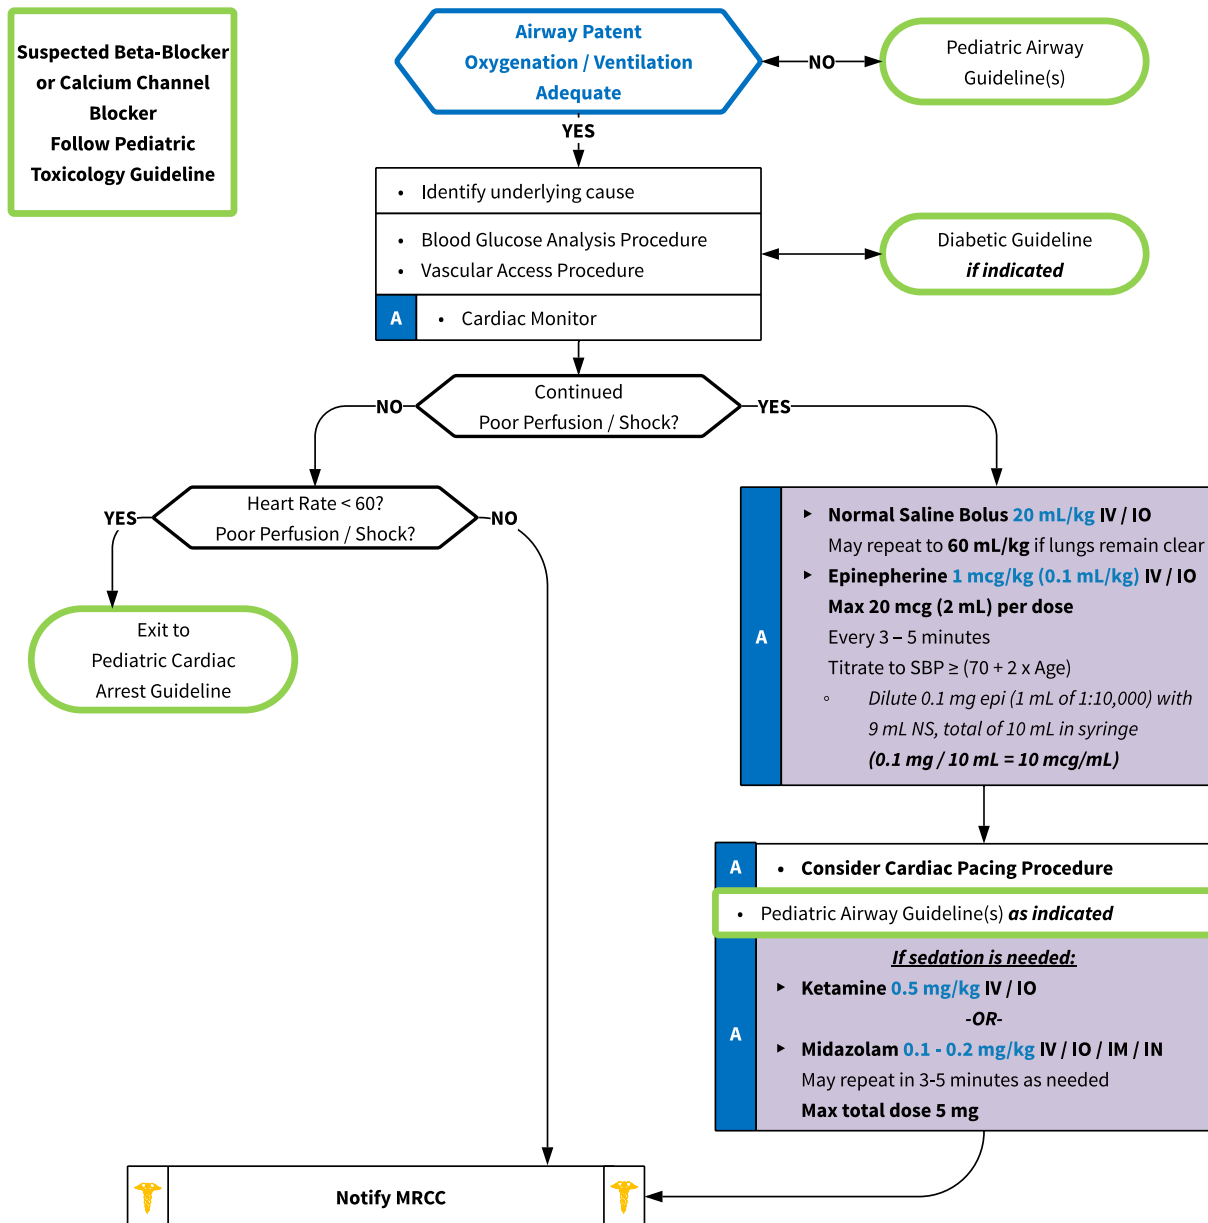 Suspected Beta-Blocker
or Calcium Channel
Blocker
Follow Pediatric
Toxicology Guideline
Airway Patent
Oxygenation / Ventilation
Adequate
NO
Pediatric Airway
Guideline(s)
YES
• Identify underlying cause
• Blood Glucose Analysis Procedure
• Vascular Access Procedure
Diabetic Guideline
if indicated
A
• Cardiac Monitor
Continued
Poor Perfusion / Shock?
NO
YES
Heart Rate < 60?
Poor Perfusion / Shock?
YES
NO
Exit to
Pediatric Cardiac
Arrest Guideline
A
▸ Normal Saline Bolus 20 mL/kg IV / IO
May repeat to 60 mL/kg if lungs remain clear
▸ Epinepherine 1 mcg/kg (0.1 mL/kg) IV / IO
Max 20 mcg (2 mL) per dose
Every 3 – 5 minutes
Titrate to SBP ≥ (70 + 2 x Age)
◦ Dilute 0.1 mg epi (1 mL of 1:10,000) with
9 mL NS, total of 10 mL in syringe
(0.1 mg / 10 mL = 10 mcg/mL)
A
• Consider Cardiac Pacing Procedure
• Pediatric Airway Guideline(s) as indicated
A
If sedation is needed:
▸ Ketamine 0.5 mg/kg IV / IO
-OR-
▸ Midazolam 0.1 - 0.2 mg/kg IV / IO / IM / IN
May repeat in 3-5 minutes as needed
Max total dose 5 mg
Notify MRCC